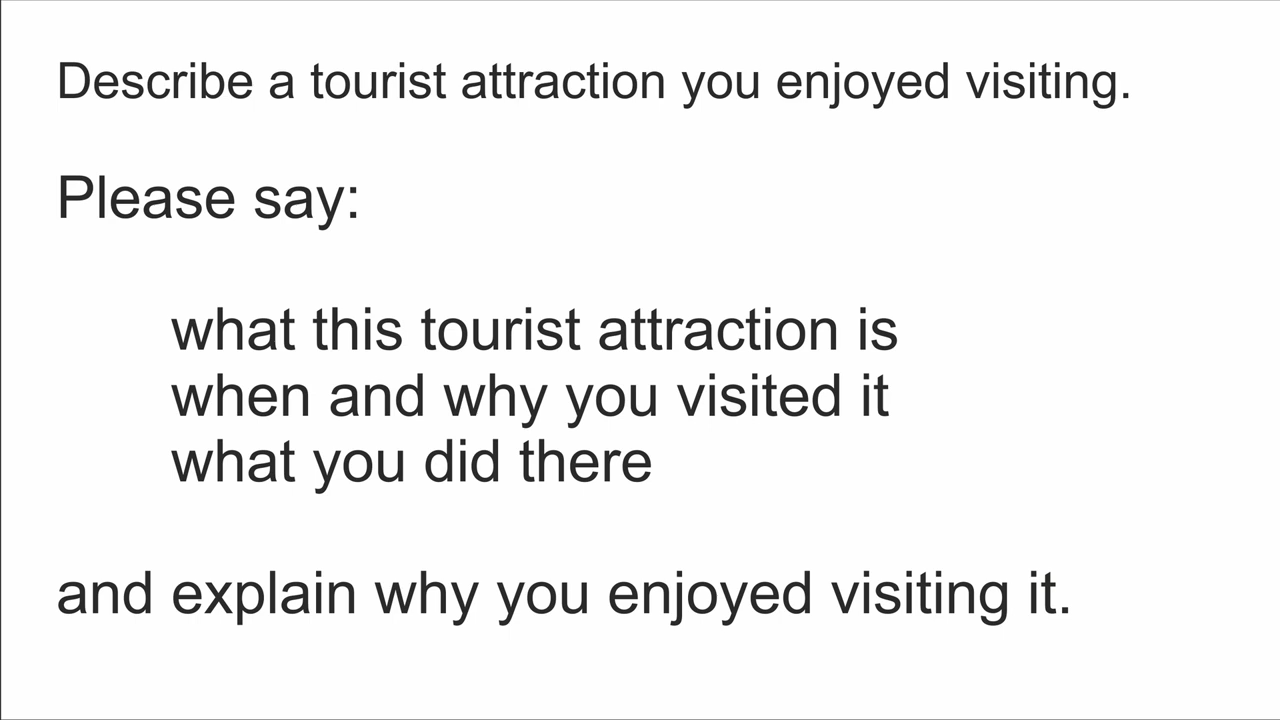 Describe a tourist attraction you enjoyed visiting.
Please say:
what this tourist attraction is
when and why you visited it
what you did there
and explain why you enjoyed visiting it.